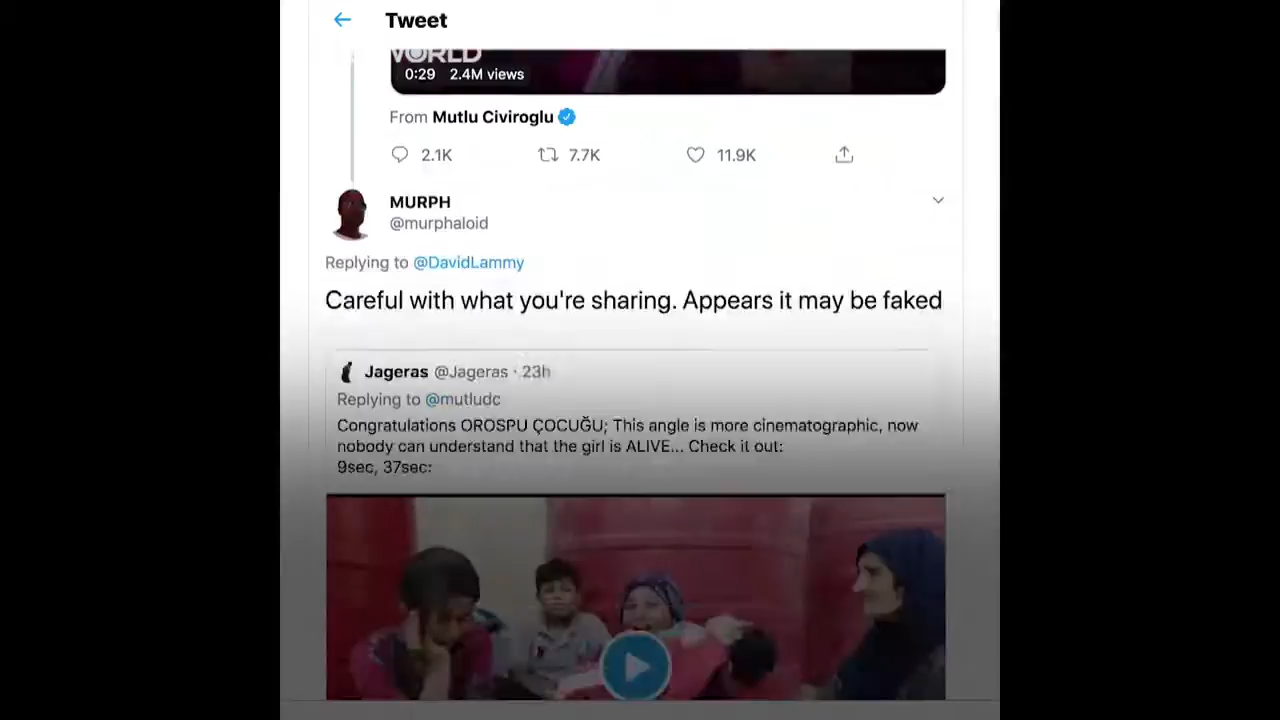 Tweet
WORLD
0:29 2.4M views
From Mutlu Civiroglu
2.1K 7.7K 11.9K
MURPH
@murphaloid
Replying to @DavidLammy
Careful with what you're sharing. Appears it may be faked
Jageras @Jageras · 23h
Replying to @mutludc
Congratulations OROSPU ÇOCUĞU; This angle is more cinematographic, now
nobody can understand that the girl is ALIVE... Check it out:
9sec, 37sec: